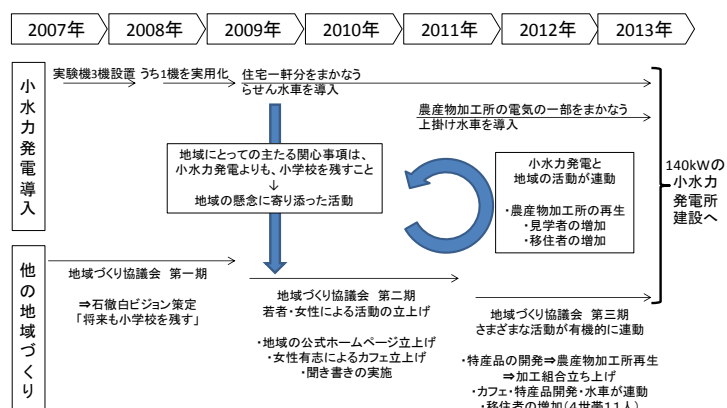 2007年
2008年
2009年
2010年
2011年
2012年
2013年
小水力発電導入
実験機3機設置
うち1機を実用化
住宅一軒分をまかなう
らせん水車を導入
農産物加工所の電気の一部をまかなう
上掛け水車を導入
地域にとっての主たる関心事項は、
小水力発電よりも、小学校を残すこと
↓
地域の懸念に寄り添った活動
小水力発電と
地域の活動が連動
・農産物加工所の再生
・見学者の増加
・移住者の増加
140kWの
小水力
発電所
建設へ
他の地域づくり
地域づくり協議会 第一期
⇒石徹白ビジョン策定
「将来も小学校を残す」
地域づくり協議会 第二期
若者・女性による活動の立上げ
・地域の公式ホームページ立上げ
・女性有志によるカフェ立上げ
・聞き書きの実施
地域づくり協議会 第三期
さまざまな活動が有機的に連動
・特産品の開発⇒農産物加工所再生
⇒加工組合立ち上げ
・カフェ・特産品開発・水車が連動
・移住者の増加(4世帯11人)